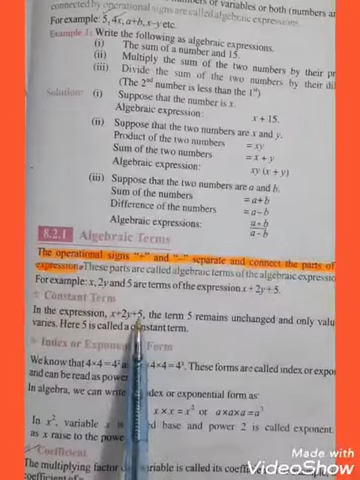 connected by operational signs are called algebraic expressions.
For example: 5, 4x, a+b, x–y etc.
Example 1: Write the following as algebraic expressions.
(i) The sum of a number and 15.
(ii) Multiply the sum of the two numbers by their
(iii) Divide the sum of the two numbers by their
(The 2nd number is less than the 1st)
Solution: (i) Suppose that the number is x.
Algebraic expression: x + 15.
(ii) Suppose that the two numbers are x and y.
Product of the two numbers = xy
Sum of the two numbers = x + y
Algebraic expression: xy (x + y)
(iii) Suppose that the two numbers are a and b.
Sum of the numbers = a+b
Difference of the numbers = a–b
Algebraic expressions: a+b
a–b
8.2.1 Algebraic Terms
The operational signs "+" and "–" separate and connect the parts of
expression. These parts are called algebraic terms of the algebraic
For example: x, 2y and 5 are terms of the expression x + 2y + 5.
Constant Term
In the expression, x+2y+5, the term 5 remains unchanged and only
varies. Here 5 is called a constant term.
Index or Exponential Form
We know that 4×4=4² 4×4=4³. These forms are called
and can be read as power
In algebra, we can index or exponential form as:
x × x = x² or a×a×a=a³
In x², variable x base and power 2 is called exponent.
as x raise to the power
Coefficient
The multiplying factor variable is called its
coefficient of
Made with
VideoShow